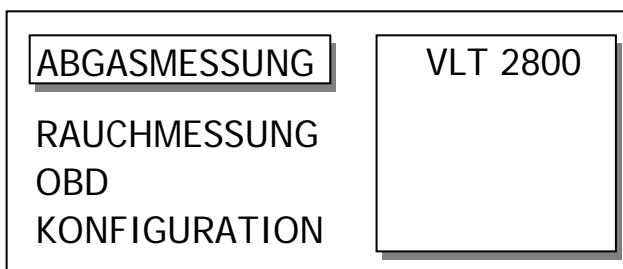 ABGASMESSUNG
RAUCHMESSUNG
OBD
KONFIGURATION
VLT 2800